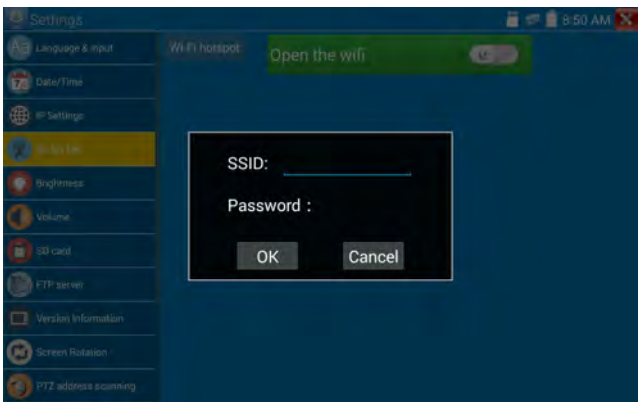 Settings
8:50 AM
Language & input
Wi-Fi hotspot
Open the wifi
Date/Time
IP Settings
Brightness
Volume
SD card
FTP server
Version Information
Screen Rotation
PTZ address scanning
SSID:
Password :
OK
Cancel